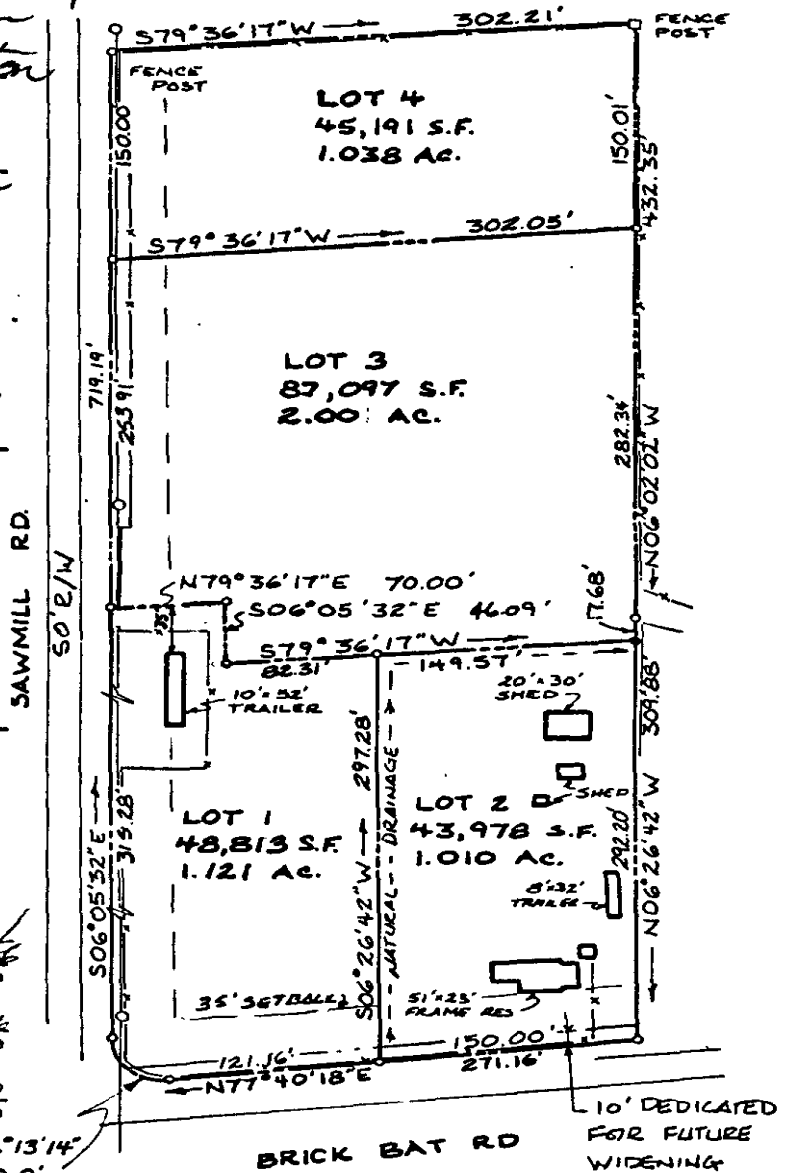 S79°36'17"W 302.21'
FENCE
POST
FENCE
POST
LOT 4
45,191 S.F.
1.038 AC.
150.00'
150.01'
432.35'
S79°36'17"W 302.05'
LOT 3
87,097 S.F.
2.00 AC.
719.19'
253.91'
282.34'
N06°02'02"W
SAWMILL RD.
50' R/W
N79°36'17"E 70.00'
S06°05'32"E 46.09'
35'
17.68'
S79°36'17"W
82.31'
149.57'
10'x52'
TRAILER
20'x30'
SHED
309.88'
297.28'
NATURAL DRAINAGE
SHED
LOT 1
48,813 S.F.
1.121 AC.
LOT 2
43,978 S.F.
1.010 AC.
S06°05'32"E
315.28'
S06°26'42"W
292.20'
N06°26'42"W
8'x32'
TRAILER
35' SETBACK
51'x23'
FRAME RES
121.16'
150.00'
N77°40'18"E
271.16'
13'14"
BRICK BAT RD
10' DEDICATED
FOR FUTURE
WIDENING